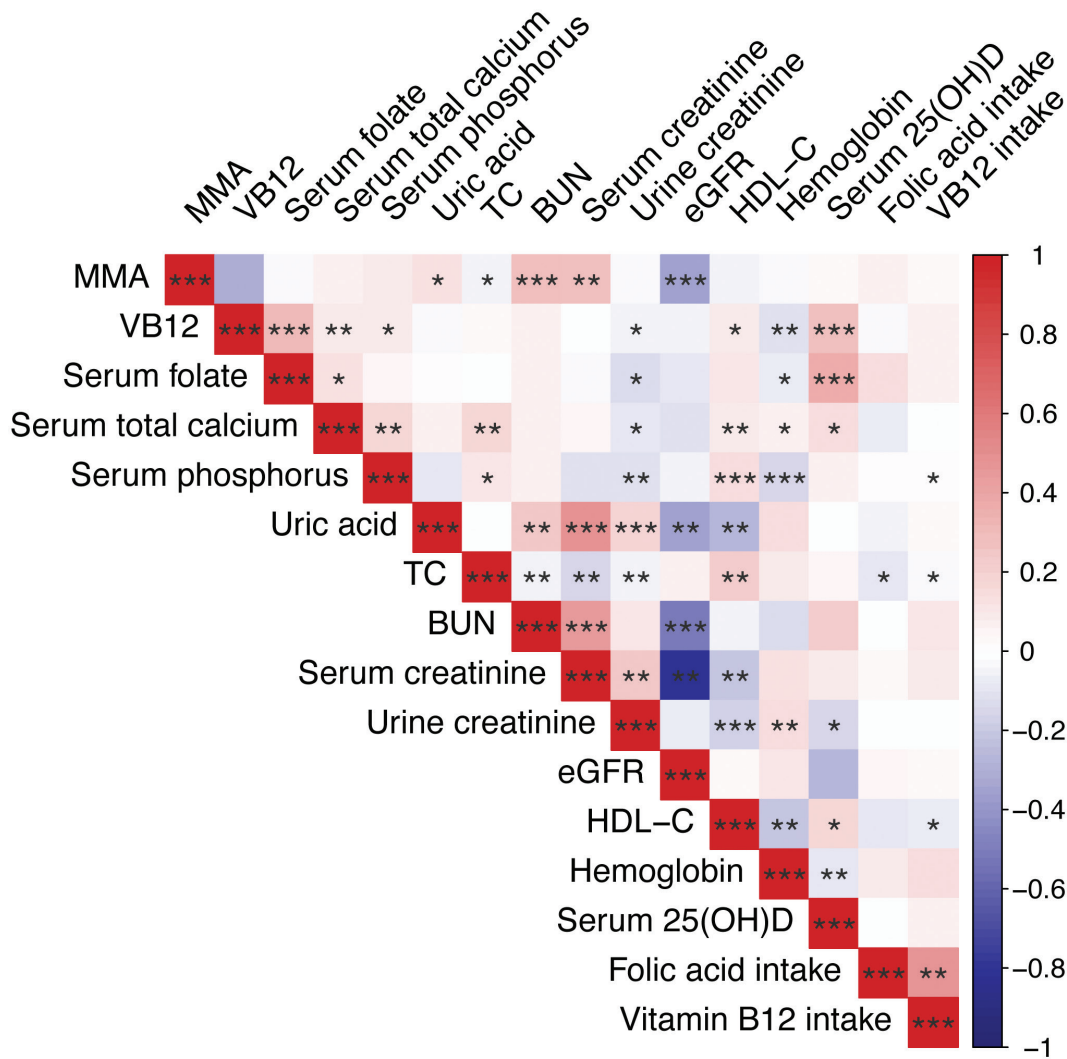 MMA
VB12
Serum folate
Serum total calcium
Serum phosphorus
Uric acid
TC
BUN
Serum creatinine
Urine creatinine
eGFR
HDL−C
Hemoglobin
Serum 25(OH)D
Folic acid intake
VB12 intake
MMA *** * * *** ** ***
VB12 *** *** ** * * * ** ***
Serum folate *** * * * ***
Serum total calcium *** ** ** * ** * *
Serum phosphorus *** * ** *** *** *
Uric acid *** ** *** *** ** **
TC *** ** ** ** ** * *
BUN *** *** ***
Serum creatinine *** ** ** **
Urine creatinine *** *** ** *
eGFR ***
HDL−C *** ** * *
Hemoglobin *** **
Serum 25(OH)D ***
Folic acid intake *** **
Vitamin B12 intake ***
1
0.8
0.6
0.4
0.2
0
−0.2
−0.4
−0.6
−0.8
−1